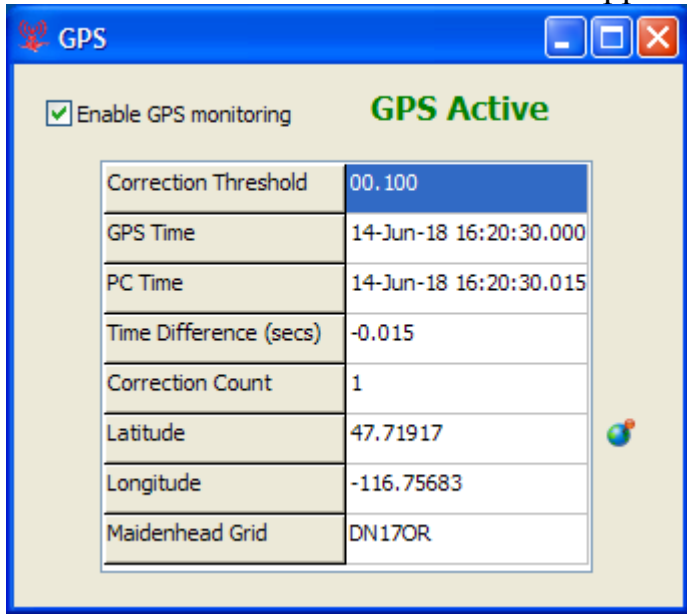 GPS
Enable GPS monitoring GPS Active
Correction Threshold 00.100
GPS Time 14-Jun-18 16:20:30.000
PC Time 14-Jun-18 16:20:30.015
Time Difference (secs) -0.015
Correction Count 1
Latitude 47.71917
Longitude -116.75683
Maidenhead Grid DN17OR